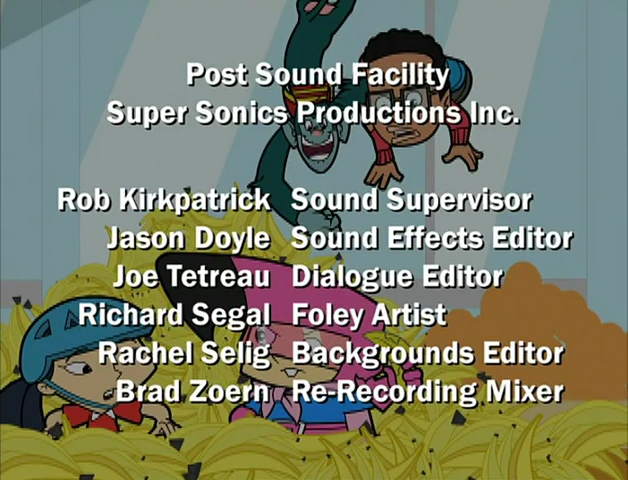 Post Sound Facility
Super Sonics Productions Inc.
Rob Kirkpatrick Sound Supervisor
Jason Doyle Sound Effects Editor
Joe Tetreau Dialogue Editor
Richard Segal Foley Artist
Rachel Selig Backgrounds Editor
Brad Zoern Re-Recording Mixer